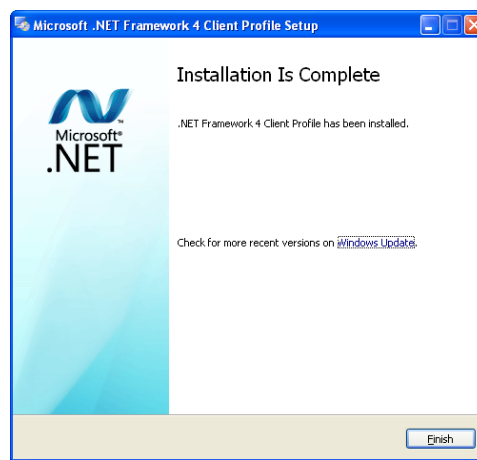 Microsoft .NET Framework 4 Client Profile Setup
Installation Is Complete
.NET Framework 4 Client Profile has been installed.
Microsoft®
.NET™
Check for more recent versions on Windows Update.
Finish